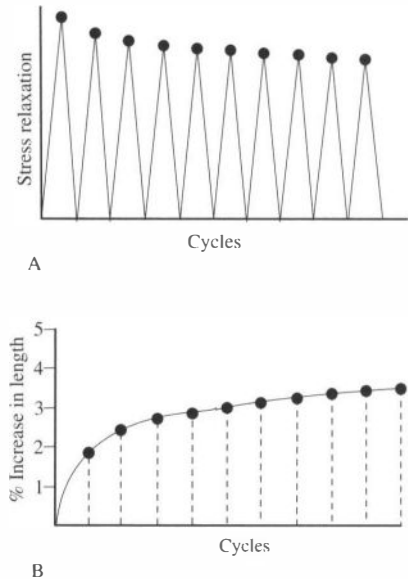 Stress relaxation
Cycles
A
% Increase in length
5
4
3
2
1
Cycles
B